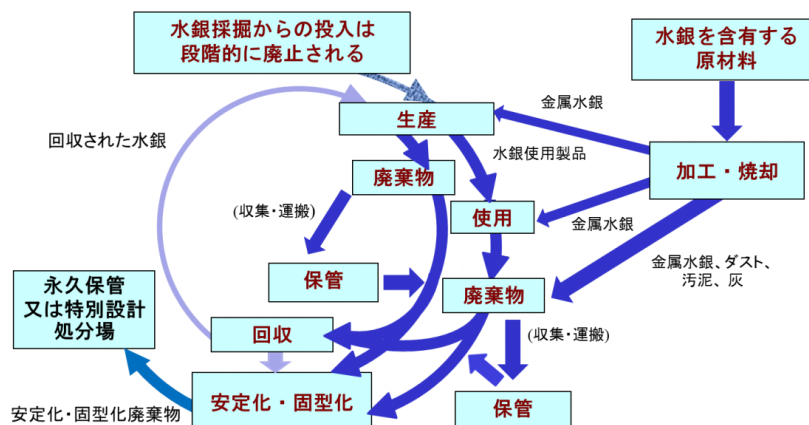 水銀採掘からの投入は
段階的に廃止される
水銀を含有する
原材料
金属水銀
生産
回収された水銀
水銀使用製品
加工・焼却
廃棄物
(収集・運搬)
使用
金属水銀
金属水銀、ダスト、
汚泥、灰
保管
廃棄物
永久保管
又は特別設計
処分場
回収
(収集・運搬)
安定化・固型化
保管
安定化・固型化廃棄物